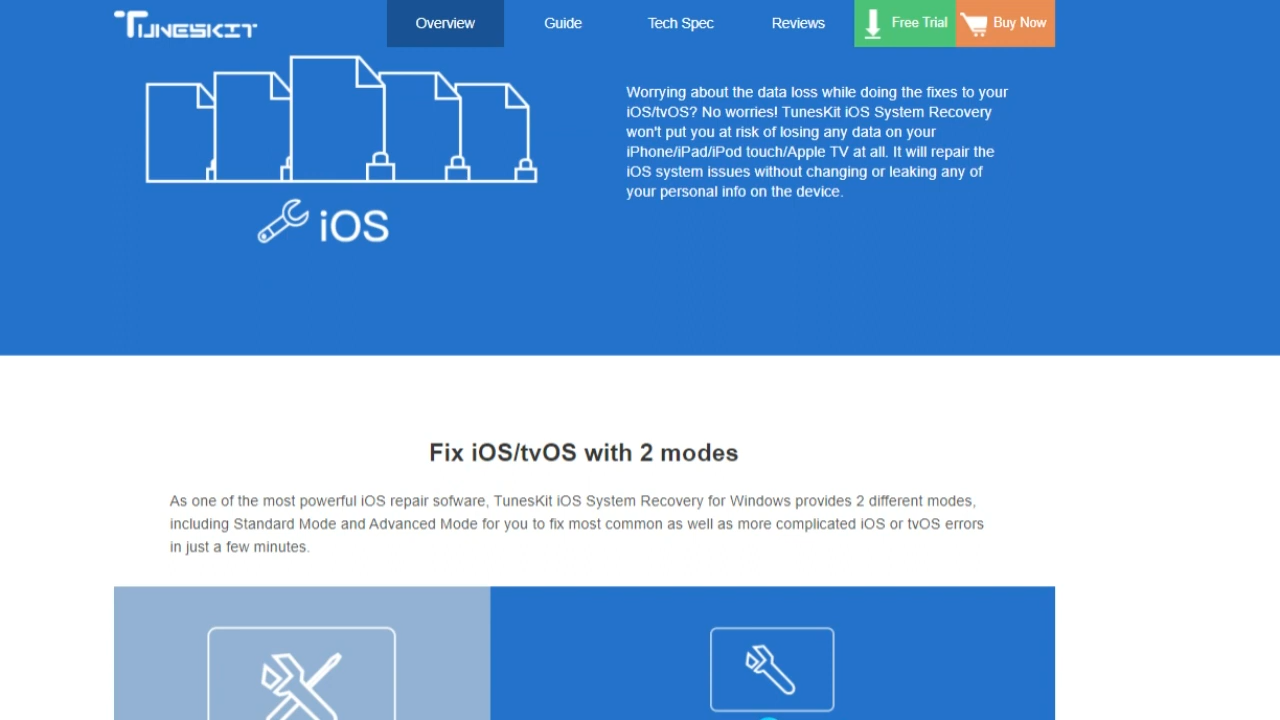 TUNESKIT
Overview
Guide
Tech Spec
Reviews
Free Trial
Buy Now
Worrying about the data loss while doing the fixes to your
iOS/tvOS? No worries! TunesKit iOS System Recovery
won't put you at risk of losing any data on your
iPhone/iPad/iPod touch/Apple TV at all. It will repair the
iOS system issues without changing or leaking any of
your personal info on the device.
iOS
Fix iOS/tvOS with 2 modes
As one of the most powerful iOS repair sofware, TunesKit iOS System Recovery for Windows provides 2 different modes,
including Standard Mode and Advanced Mode for you to fix most common as well as more complicated iOS or tvOS errors
in just a few minutes.